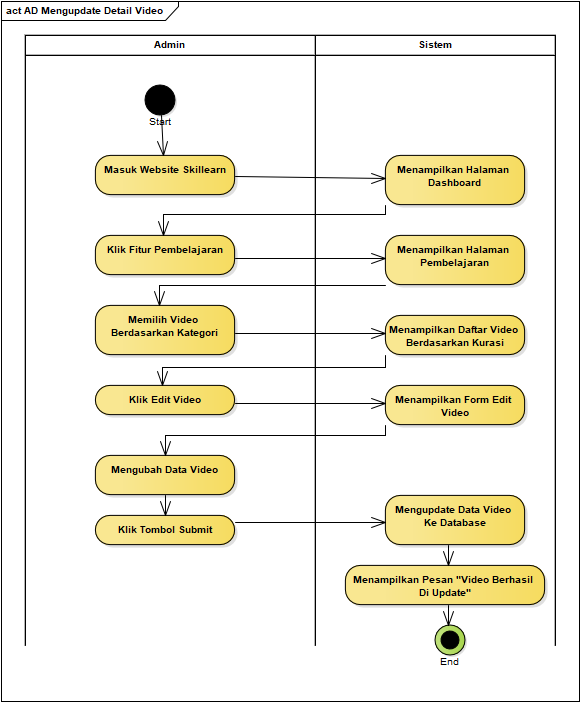 act AD Mengupdate Detail Video
Admin
Sistem
Start
Masuk Website Skillearn
Menampilkan Halaman
Dashboard
Klik Fitur Pembelajaran
Menampilkan Halaman
Pembelajaran
Memilih Video
Berdasarkan Kategori
Menampilkan Daftar Video
Berdasarkan Kurasi
Klik Edit Video
Menampilkan Form Edit
Video
Mengubah Data Video
Klik Tombol Submit
Mengupdate Data Video
Ke Database
Menampilkan Pesan "Video Berhasil
Di Update"
End